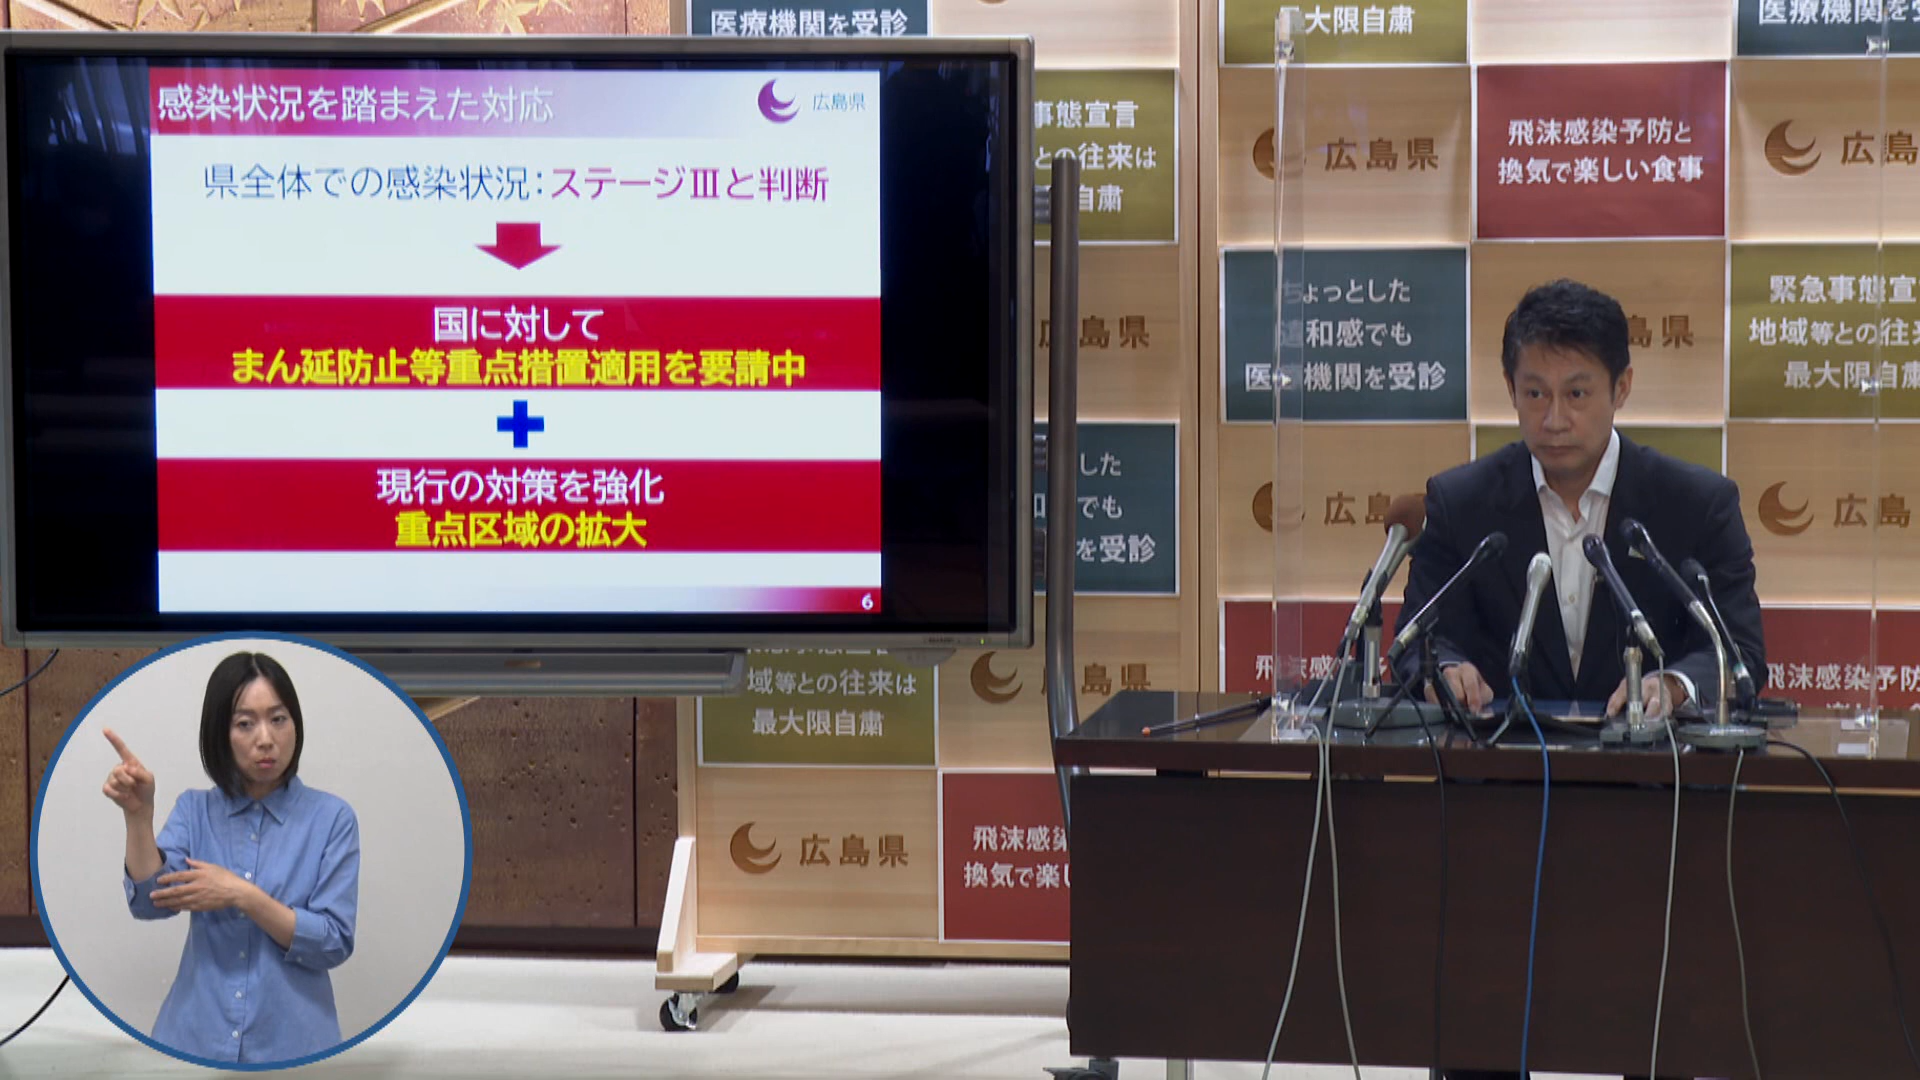 感染状況を踏まえた対応
広島県
県全体での感染状況：ステージⅢと判断
国に対して
まん延防止等重点措置適用を要請中
現行の対策を強化
重点区域の拡大
6
医療機関を受診
事態宣言
との往来は
自粛
広島県
した
でも
を受診
域等との往来は
最大限自粛
広島県
広島県
飛沫感染
換気で楽し
最大限自粛
医療機関を
広島県
飛沫感染予防と
換気で楽しい食事
広島
ちょっとした
違和感でも
医療機関を受診
島県
緊急事態宣
地域等との往来
最大限自粛
広島
広島
飛沫感染予
飛沫感染予防